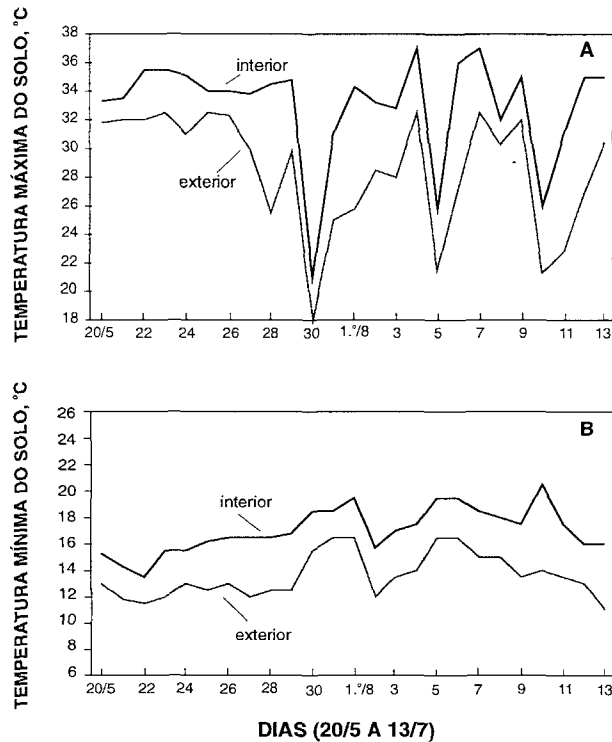 TEMPERATURA MÁXIMA DO SOLO, °C
38
36
34
32
30
28
26
24
22
20
18
A
interior
exterior
20/5 22 24 26 28 30 1.°/8 3 5 7 9 11 13
TEMPERATURA MÍNIMA DO SOLO, °C
26
24
22
20
18
16
14
12
10
8
6
B
interior
exterior
20/5 22 24 26 28 30 1.°/8 3 5 7 9 11 13
DIAS (20/5 A 13/7)